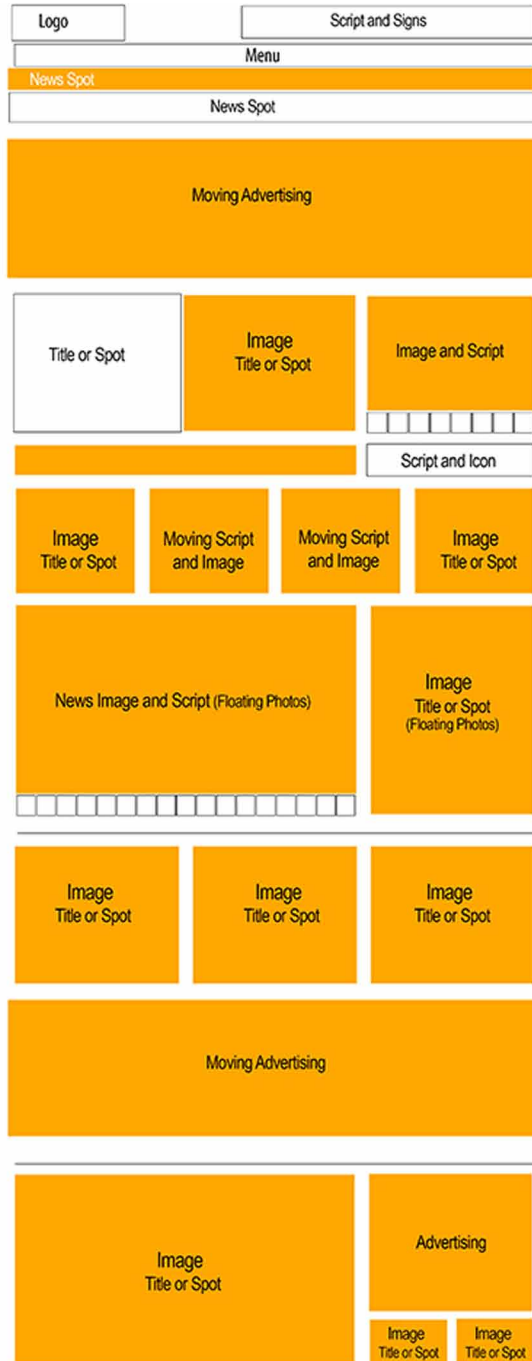 Logo
Script and Signs
Menu
News Spot
News Spot
Moving Advertising
Title or Spot
Image
Title or Spot
Image and Script
Script and Icon
Image
Title or Spot
Moving Script
and Image
Moving Script
and Image
Image
Title or Spot
News Image and Script (Floating Photos)
Image
Title or Spot
(Floating Photos)
Image
Title or Spot
Image
Title or Spot
Image
Title or Spot
Moving Advertising
Image
Title or Spot
Advertising
Image
Title or Spot
Image
Title or Spot